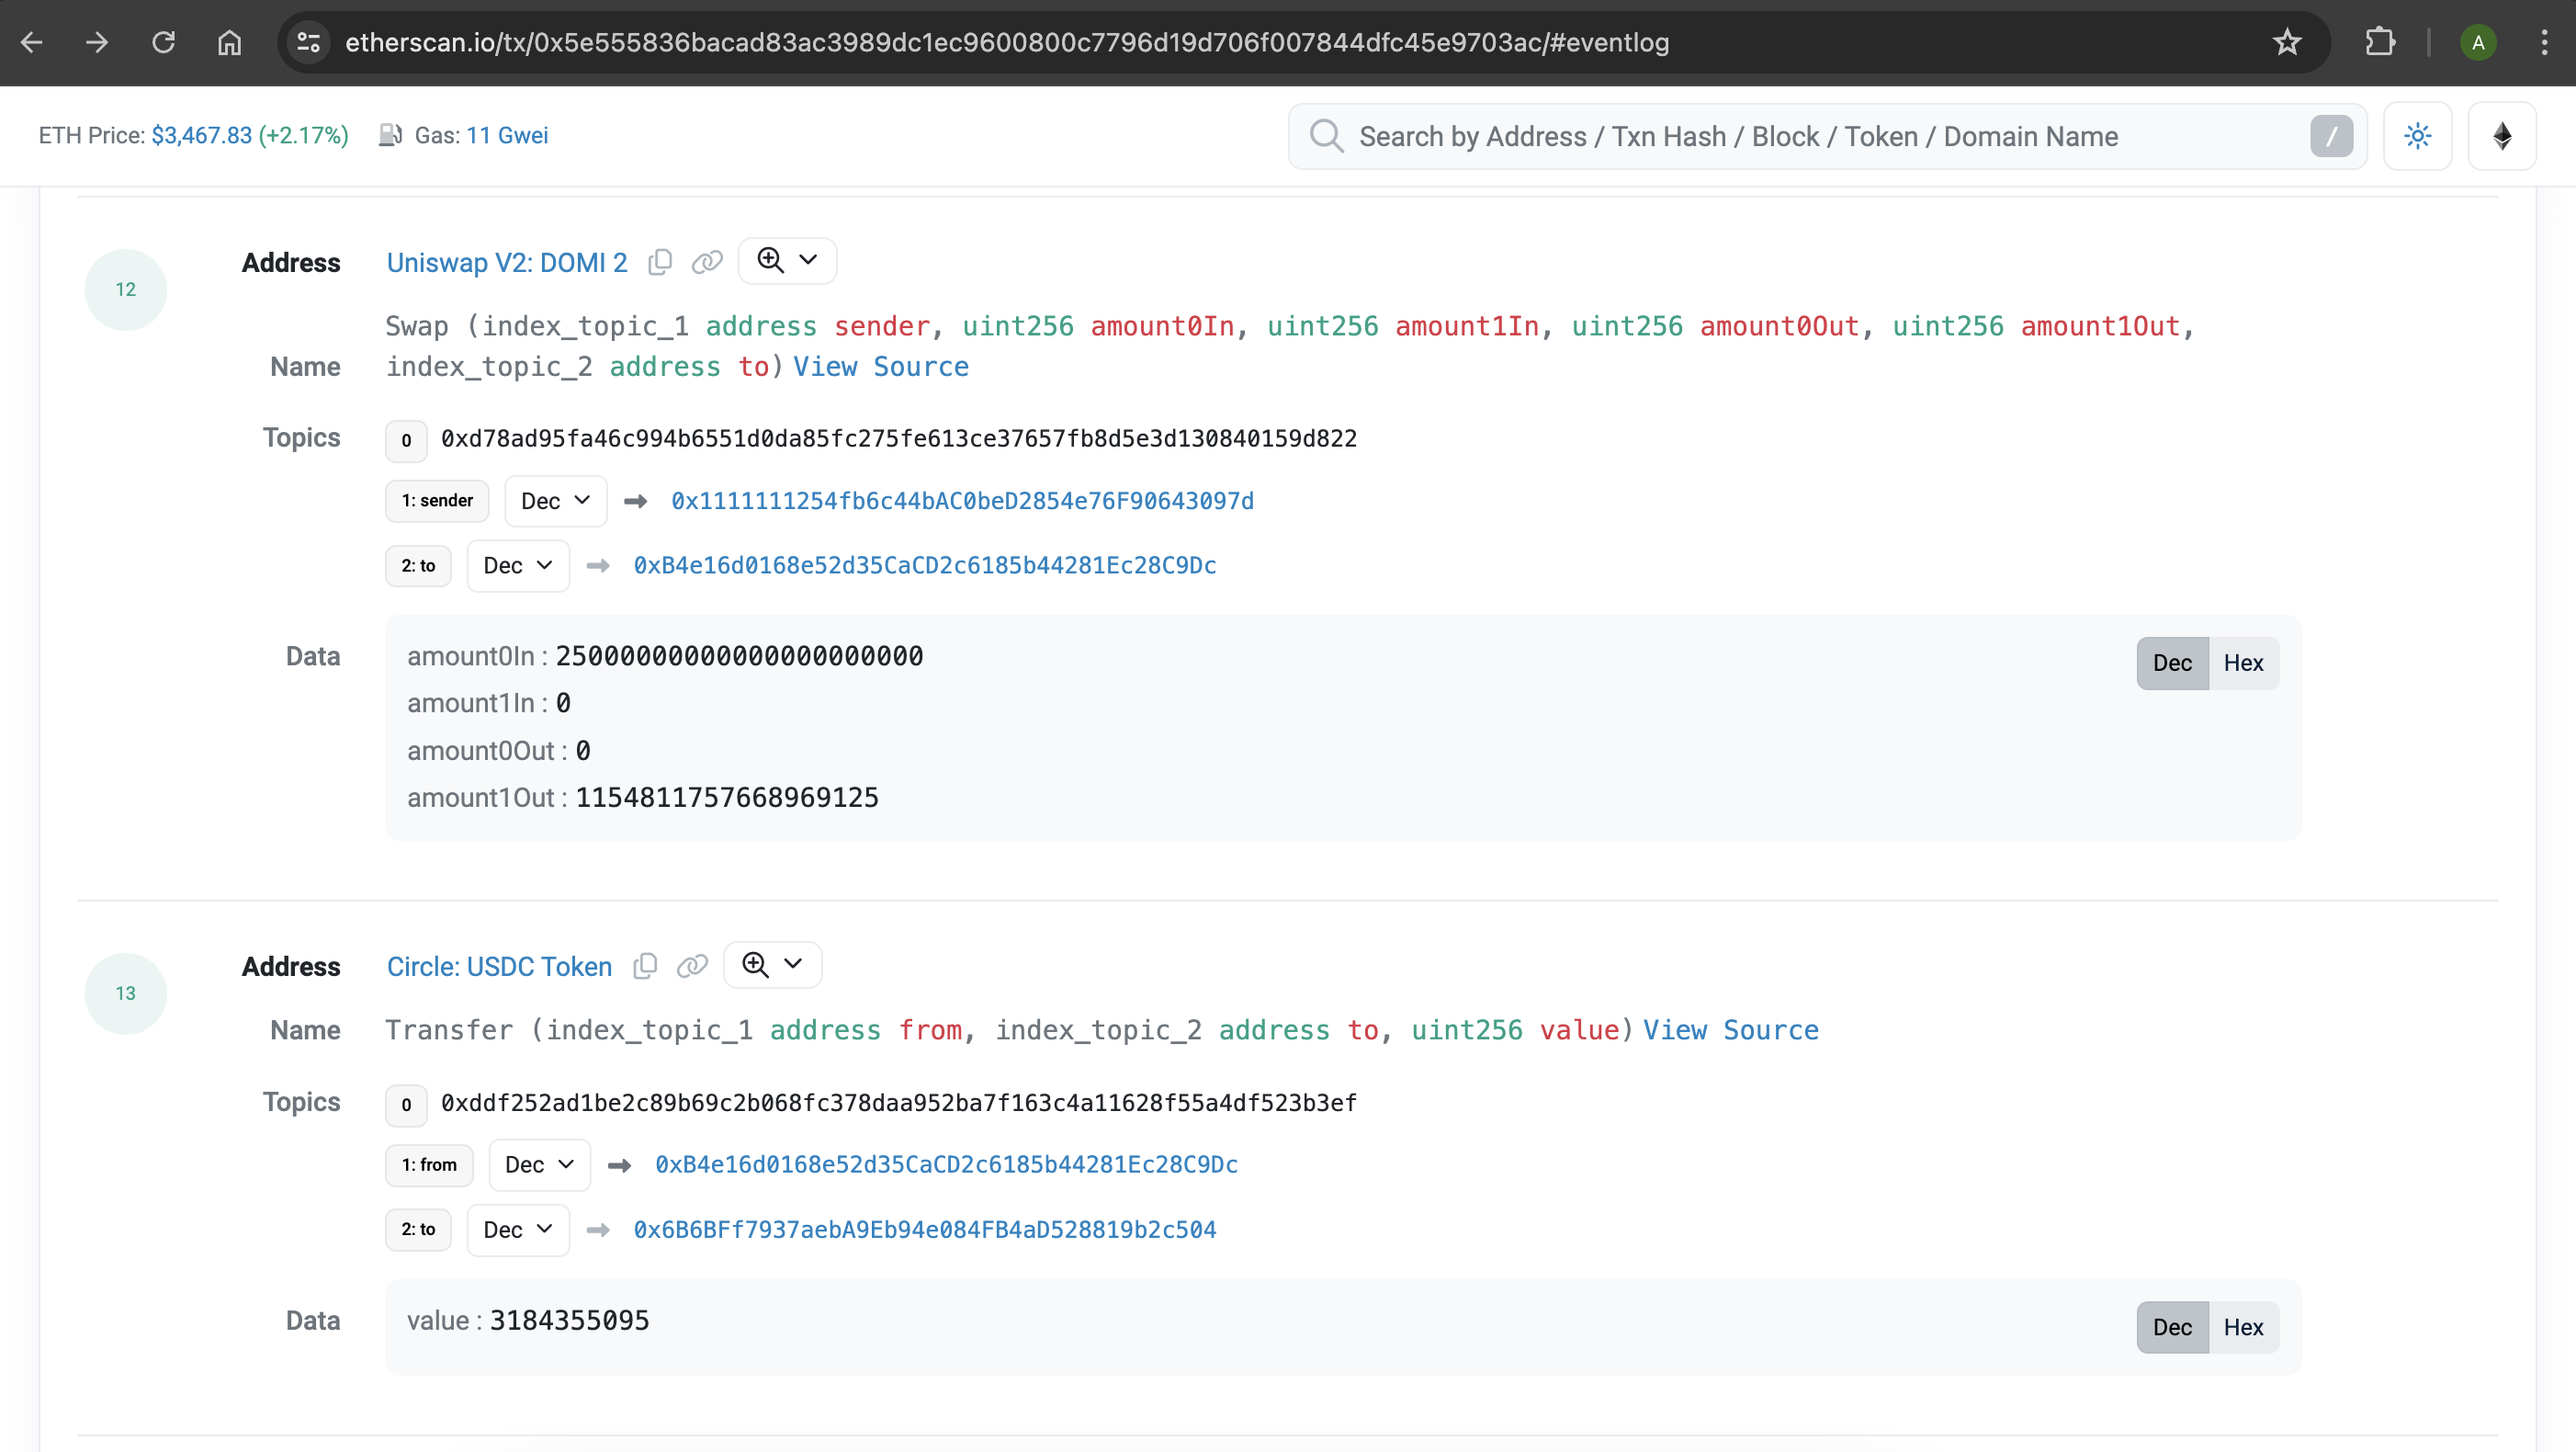 etherscan.io/tx/0x5e555836bacad83ac3989dc1ec9600800c7796d19d706f007844dfc45e9703ac/#eventlog
A
ETH Price: $3,467.83 (+2.17%) Gas: 11 Gwei
Search by Address / Txn Hash / Block / Token / Domain Name /
12
Address Uniswap V2: DOMI 2
Name Swap (index_topic_1 address sender, uint256 amount0In, uint256 amount1In, uint256 amount0Out, uint256 amount1Out,
index_topic_2 address to) View Source
Topics 0 0xd78ad95fa46c994b6551d0da85fc275fe613ce37657fb8d5e3d130840159d822
1: sender Dec 0x1111111254fb6c44bAC0beD2854e76F90643097d
2: to Dec 0xB4e16d0168e52d35CaCD2c6185b44281Ec28C9Dc
Data amount0In : 25000000000000000000000 Dec Hex
amount1In : 0
amount0Out : 0
amount1Out : 1154811757668969125
13
Address Circle: USDC Token
Name Transfer (index_topic_1 address from, index_topic_2 address to, uint256 value) View Source
Topics 0 0xddf252ad1be2c89b69c2b068fc378daa952ba7f163c4a11628f55a4df523b3ef
1: from Dec 0xB4e16d0168e52d35CaCD2c6185b44281Ec28C9Dc
2: to Dec 0x6B6BFf7937aebA9Eb94e084FB4aD528819b2c504
Data value : 3184355095 Dec Hex